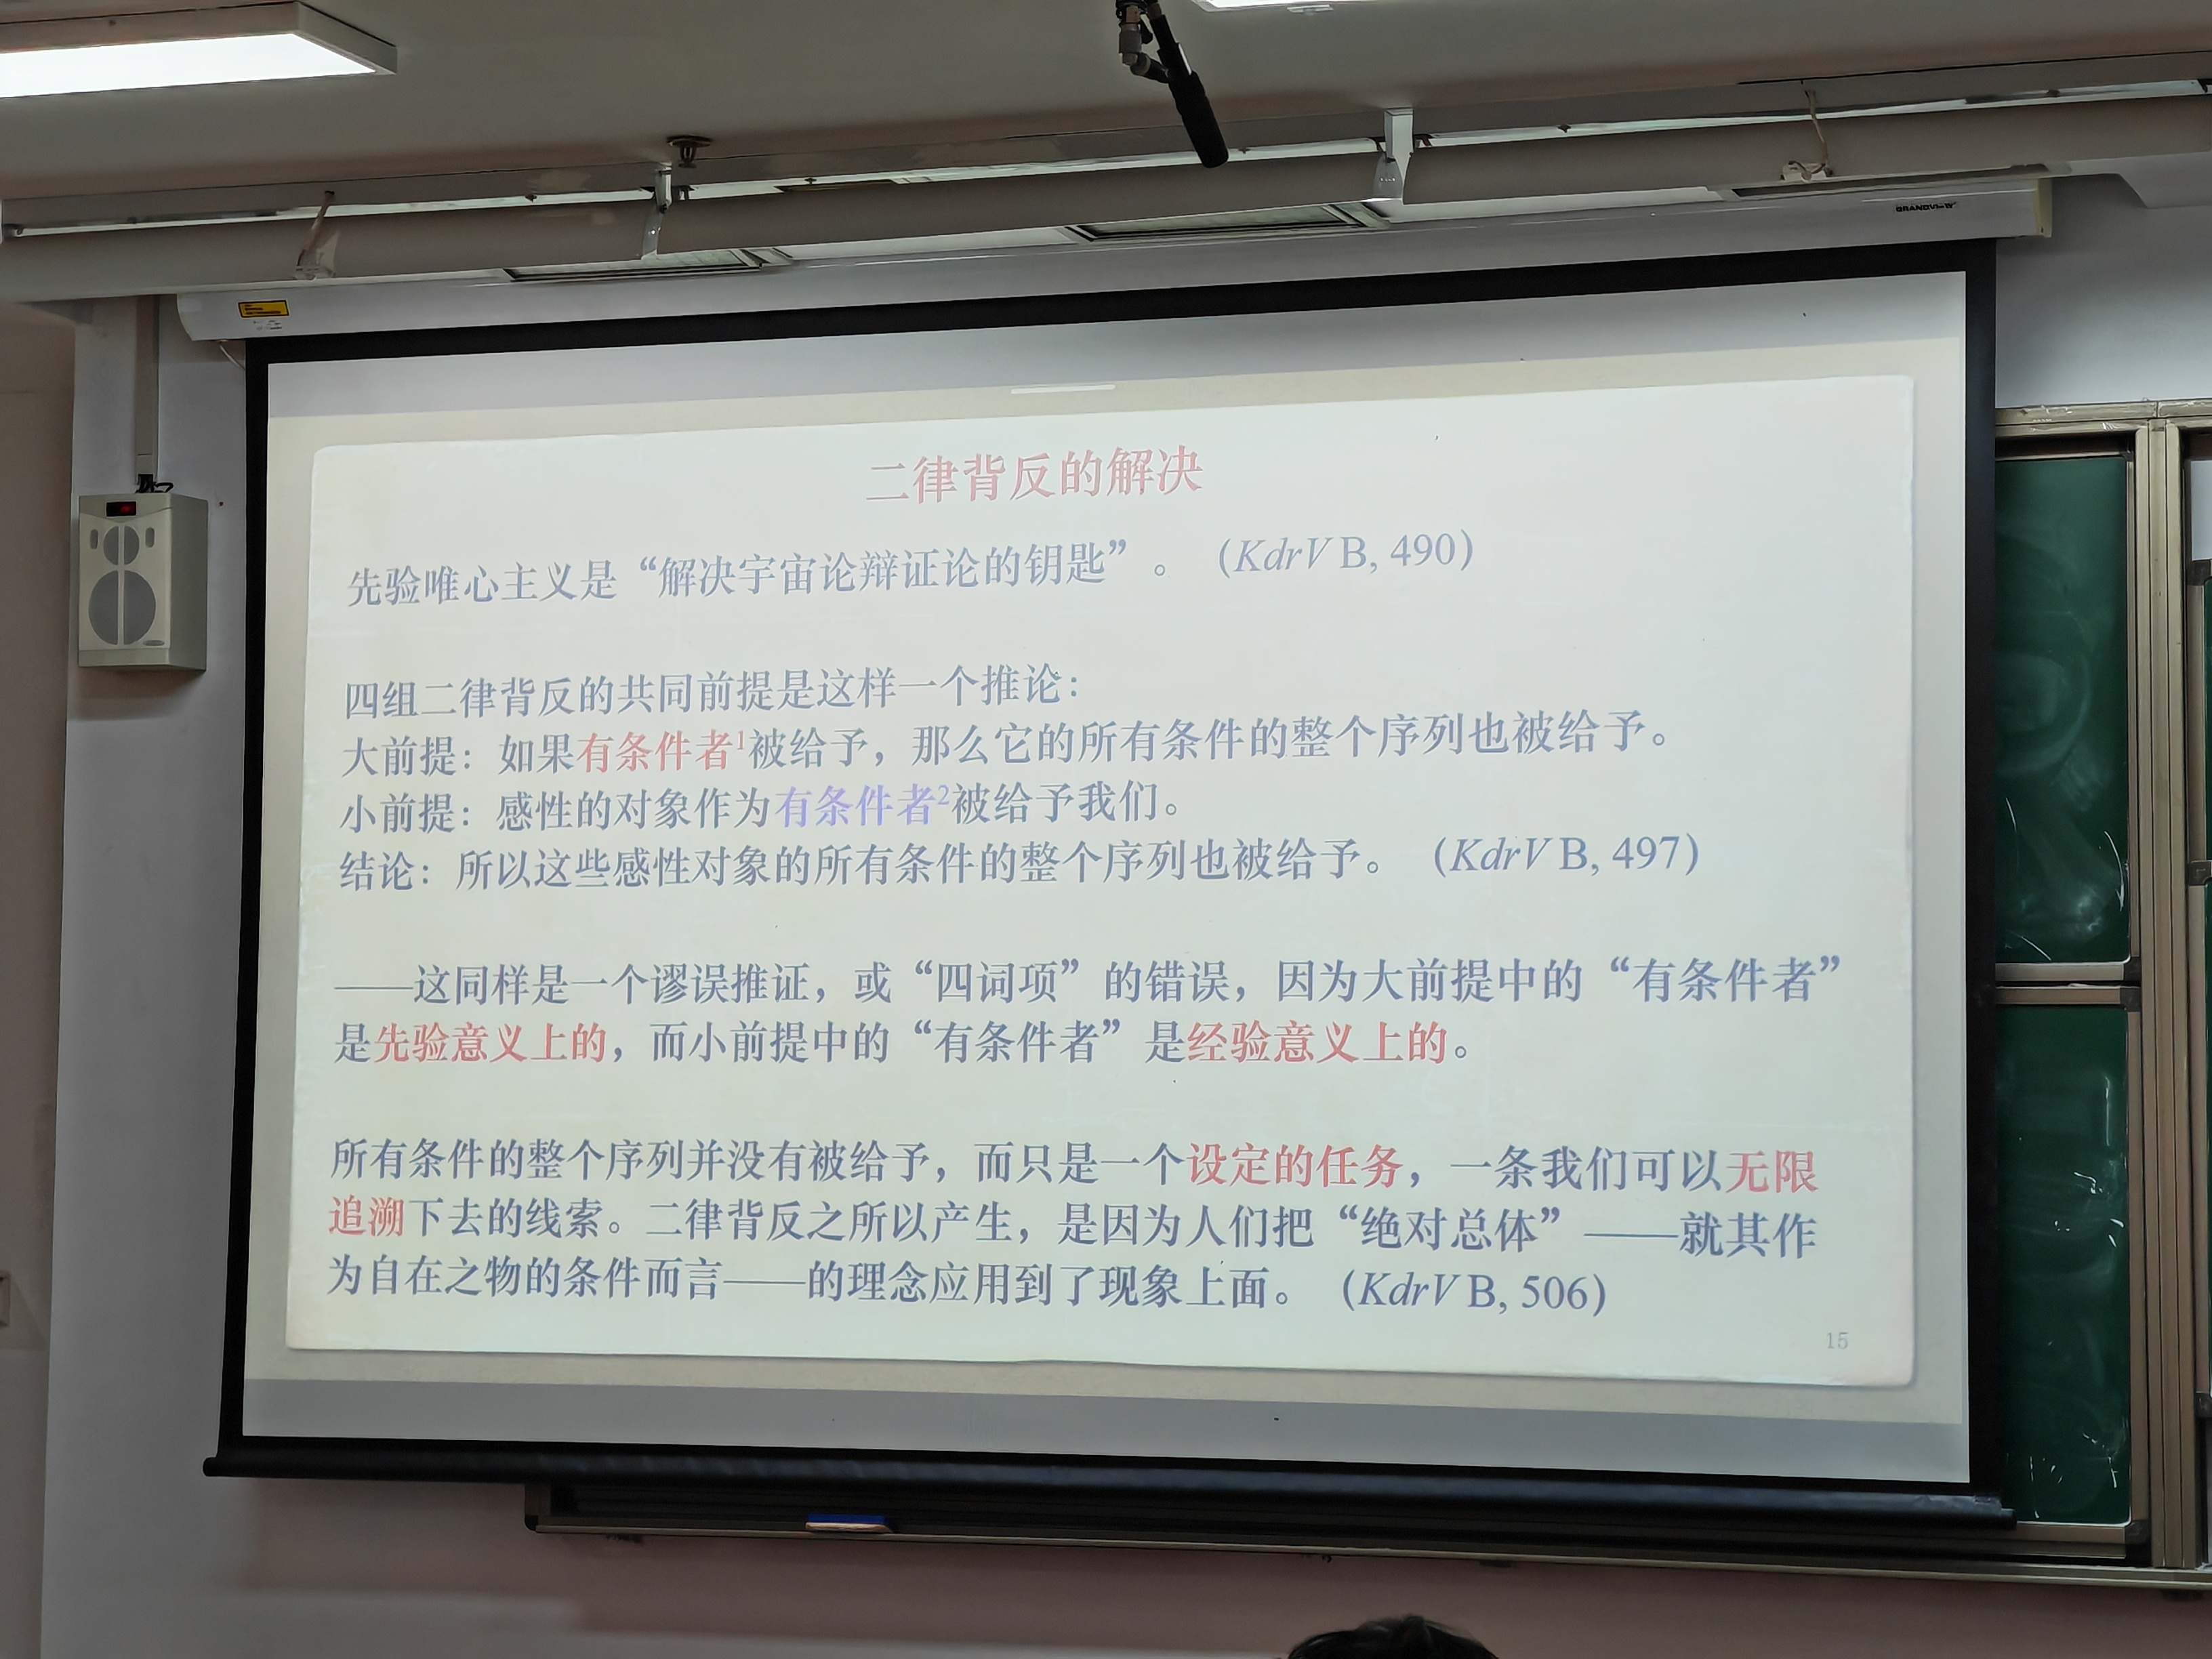 GRANDVIEW
二律背反的解决
先验唯心主义是“解决宇宙论辩证论的钥匙”。（KdrV B, 490）
四组二律背反的共同前提是这样一个推论：
大前提：如果有条件者1被给予，那么它的所有条件的整个序列也被给予。
小前提：感性的对象作为有条件者2被给予我们。
结论：所以这些感性对象的所有条件的整个序列也被给予。（KdrV B, 497）
——这同样是一个谬误推证，或“四词项”的错误，因为大前提中的“有条件者”
是先验意义上的，而小前提中的“有条件者”是经验意义上的。
所有条件的整个序列并没有被给予，而只是一个设定的任务，一条我们可以无限
追溯下去的线索。二律背反之所以产生，是因为人们把“绝对总体”——就其作
为自在之物的条件而言——的理念应用到了现象上面。（KdrV B, 506）
15